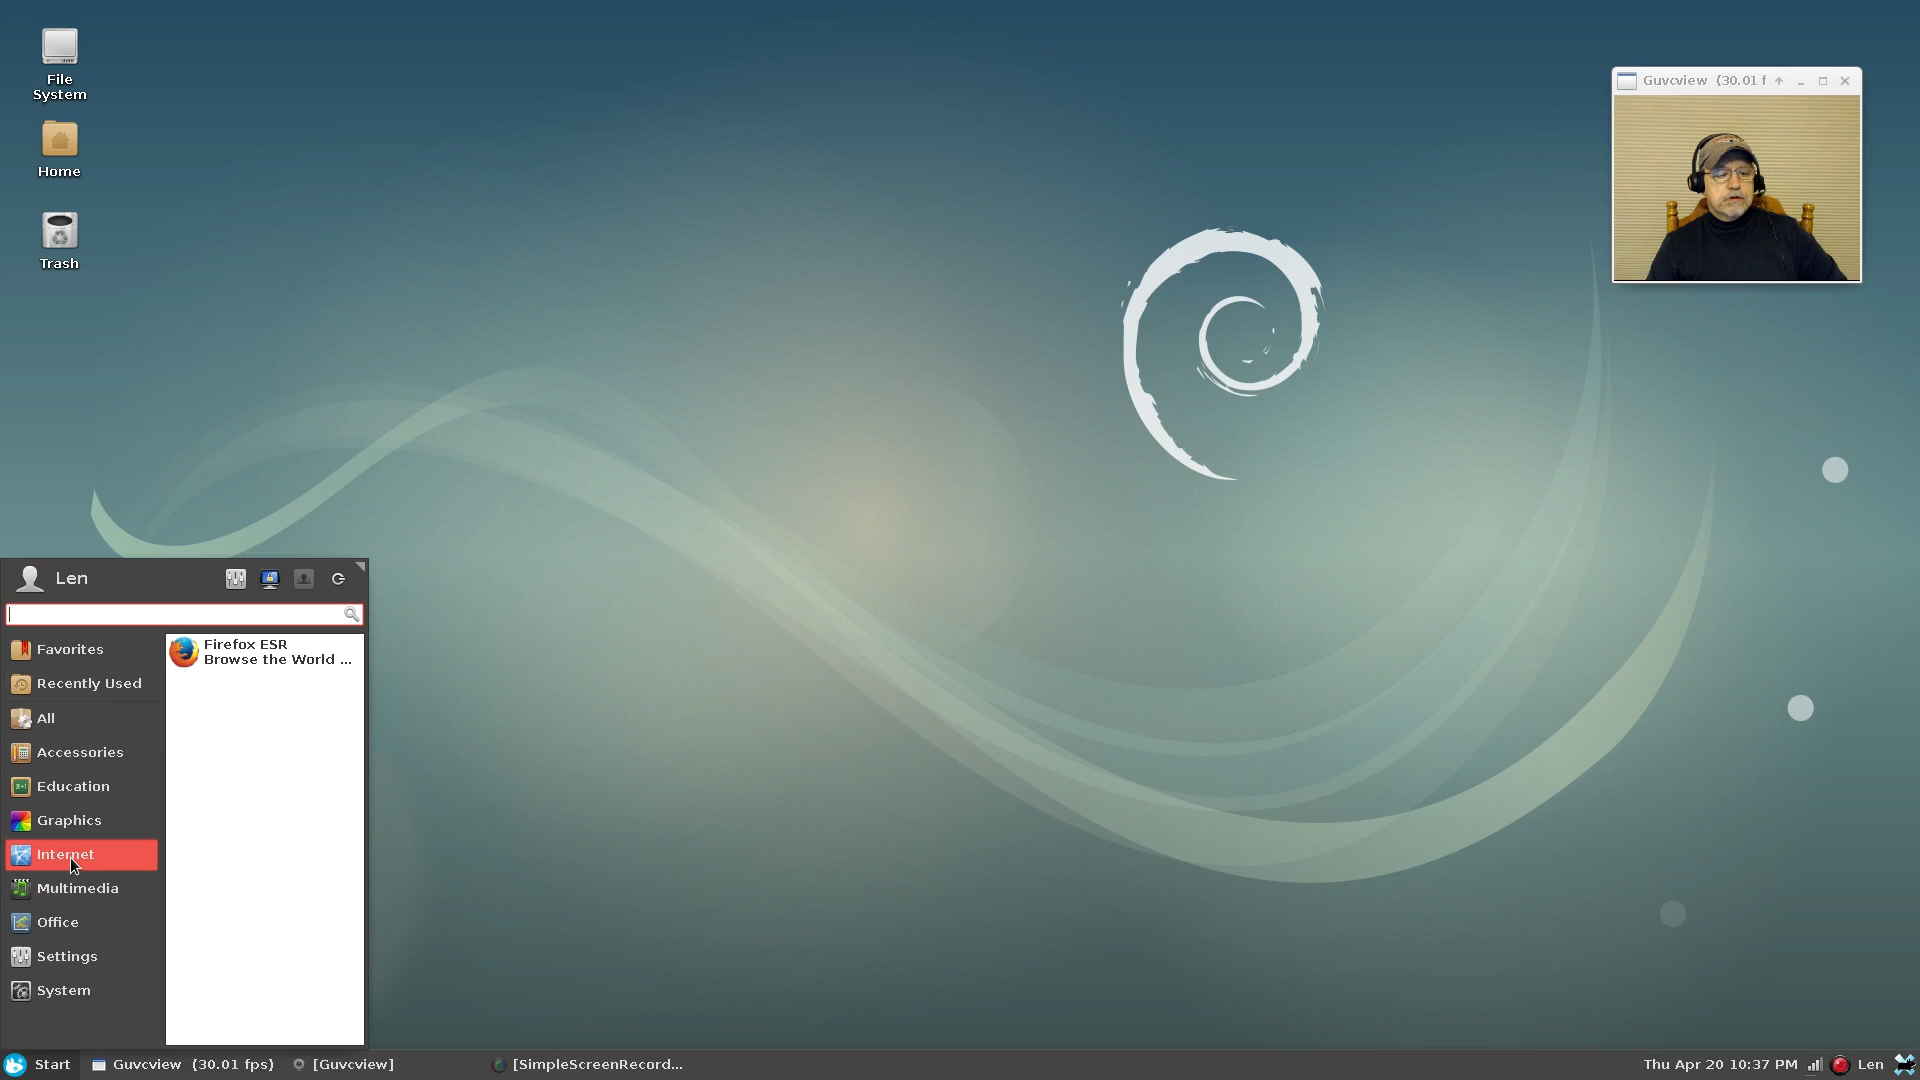 File
System
Home
Trash
Guvcview (30.01 f
Len
Favorites
Recently Used
All
Accessories
Education
Graphics
Internet
Multimedia
Office
Settings
System
Firefox ESR
Browse the World ...
Start
Guvcview (30.01 fps)
[Guvcview]
[SimpleScreenRecord...
Thu Apr 20 10:37 PM
Len